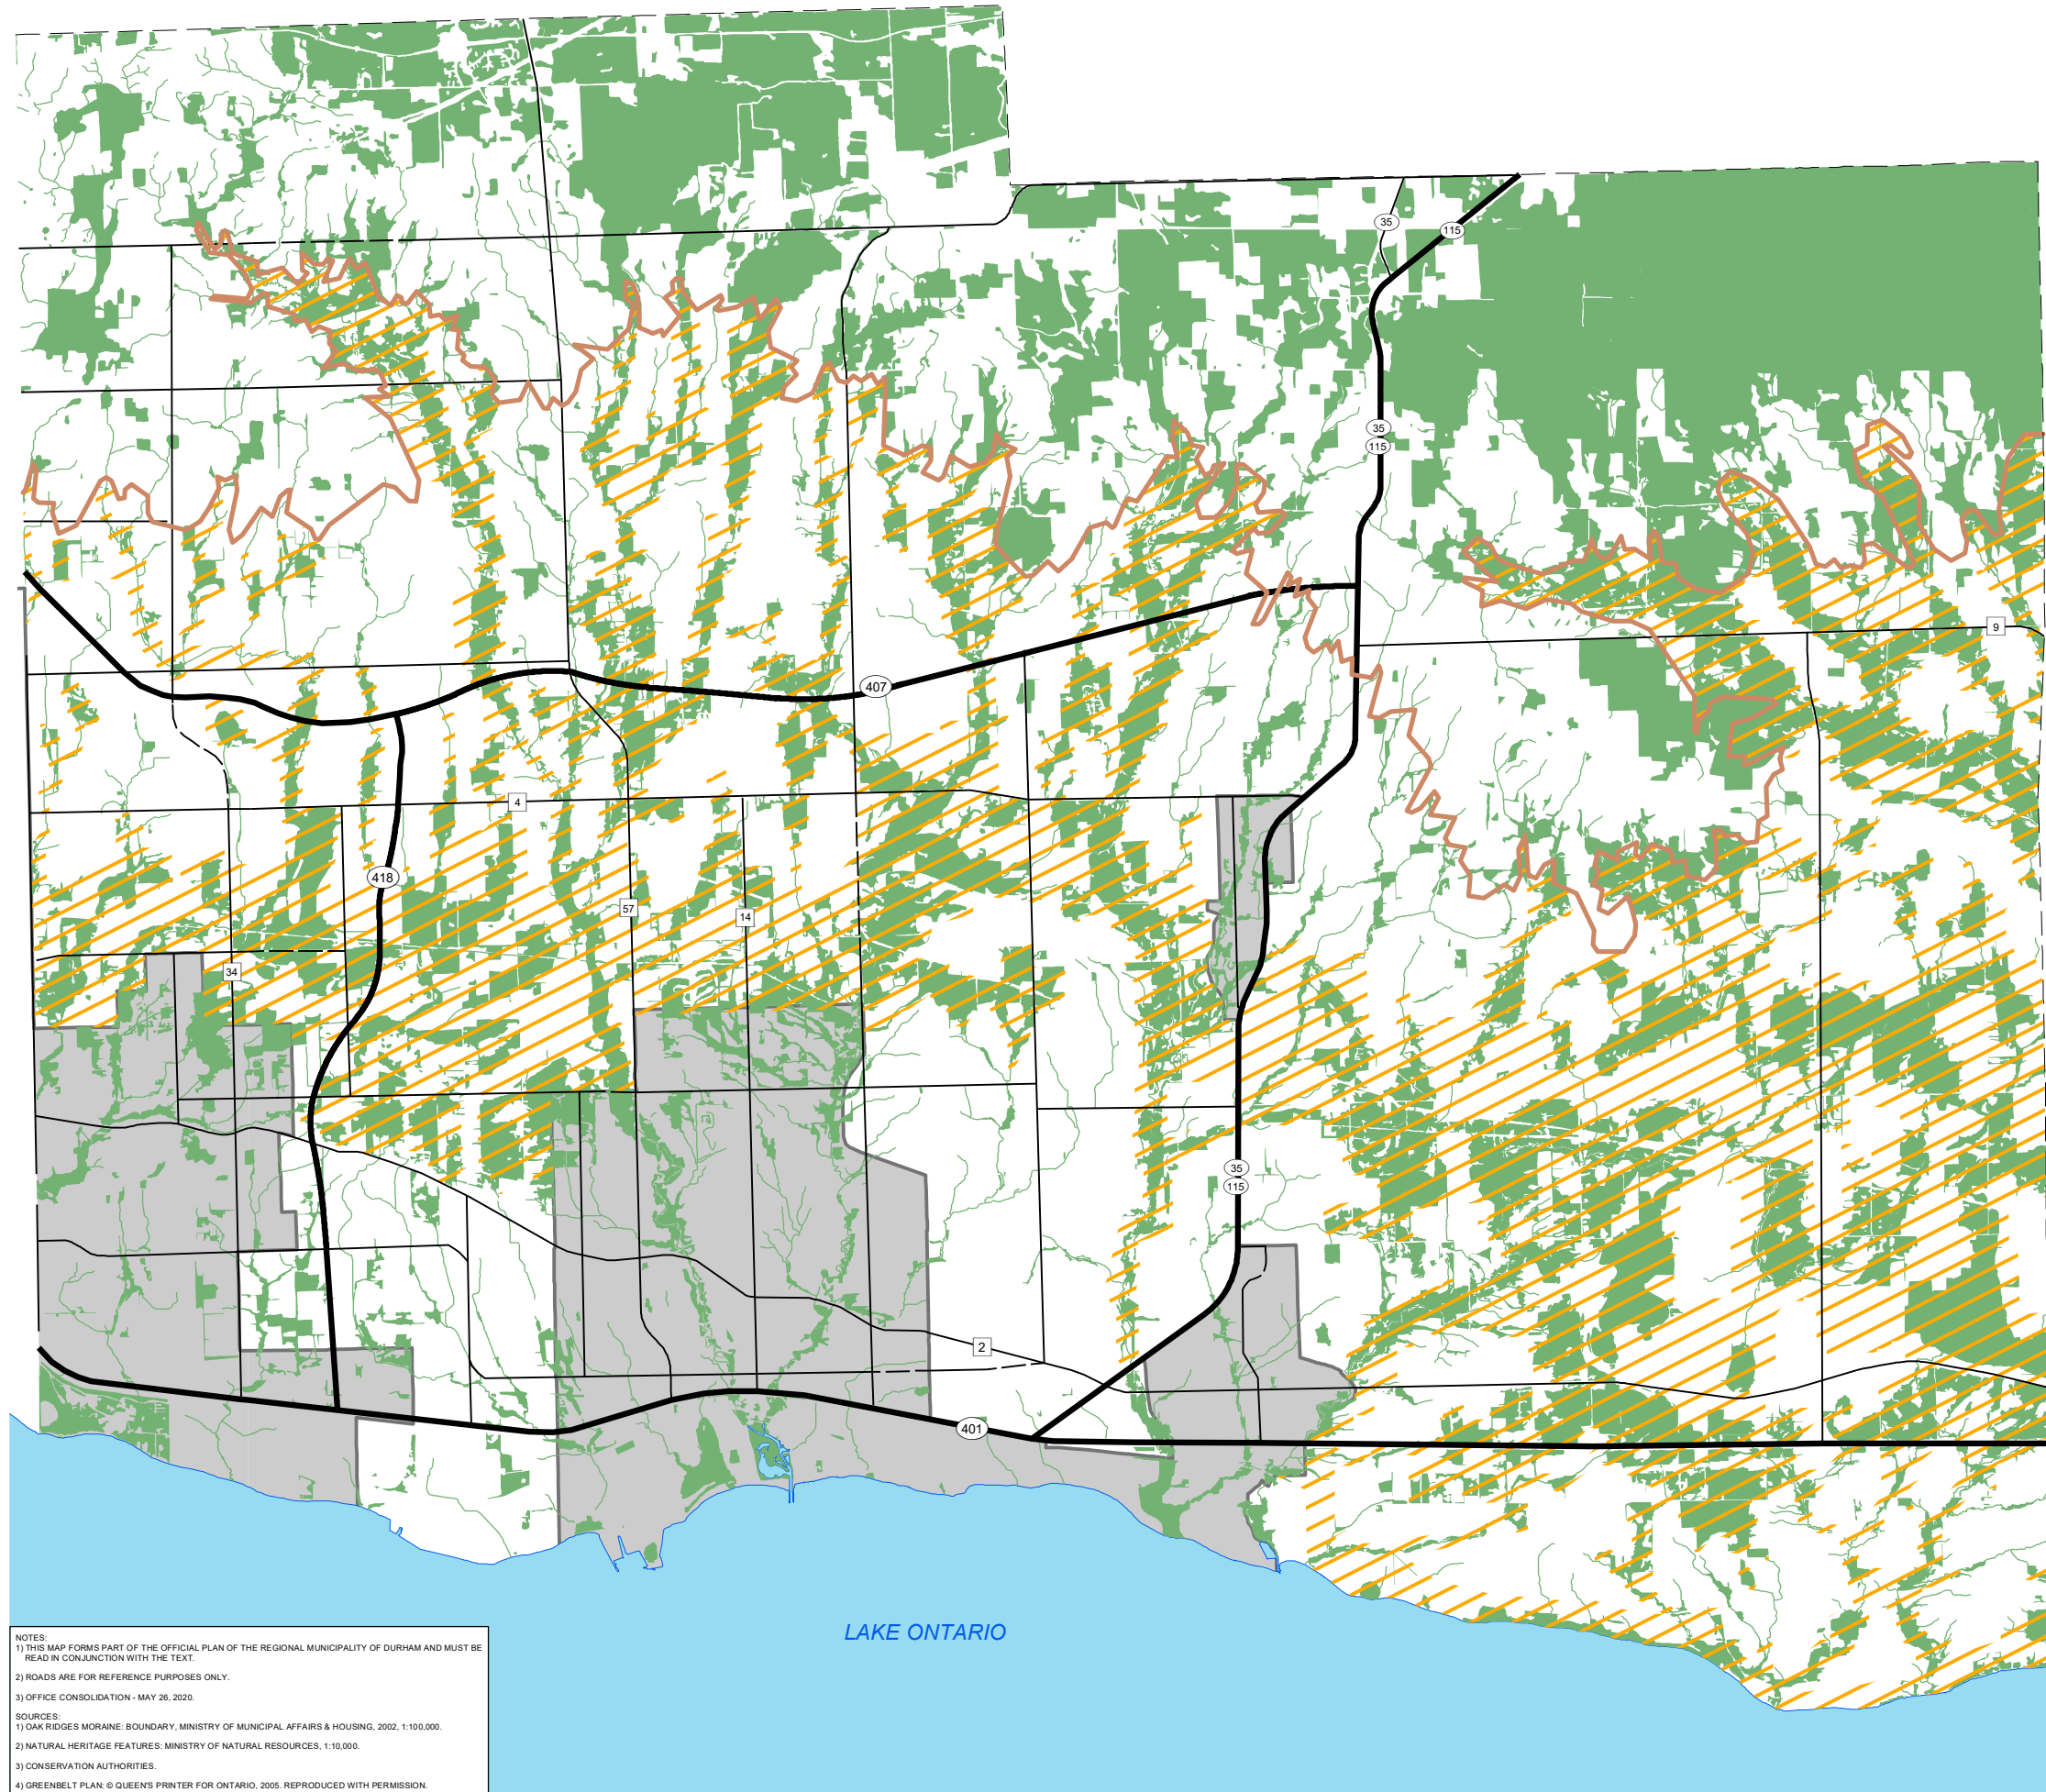 35
115
35
115
9
407
4
418
57
14
34
35
115
2
401
LAKE ONTARIO
NOTES:
1) THIS MAP FORMS PART OF THE OFFICIAL PLAN OF THE REGIONAL MUNICIPALITY OF DURHAM AND MUST BE
READ IN CONJUNCTION WITH THE TEXT.
2) ROADS ARE FOR REFERENCE PURPOSES ONLY.
3) OFFICE CONSOLIDATION - MAY 26, 2020.
SOURCES:
1) OAK RIDGES MORAINE: BOUNDARY, MINISTRY OF MUNICIPAL AFFAIRS & HOUSING, 2002, 1:100,000.
2) NATURAL HERITAGE FEATURES: MINISTRY OF NATURAL RESOURCES, 1:10,000.
3) CONSERVATION AUTHORITIES.
4) GREENBELT PLAN: © QUEEN'S PRINTER FOR ONTARIO, 2005. REPRODUCED WITH PERMISSION.